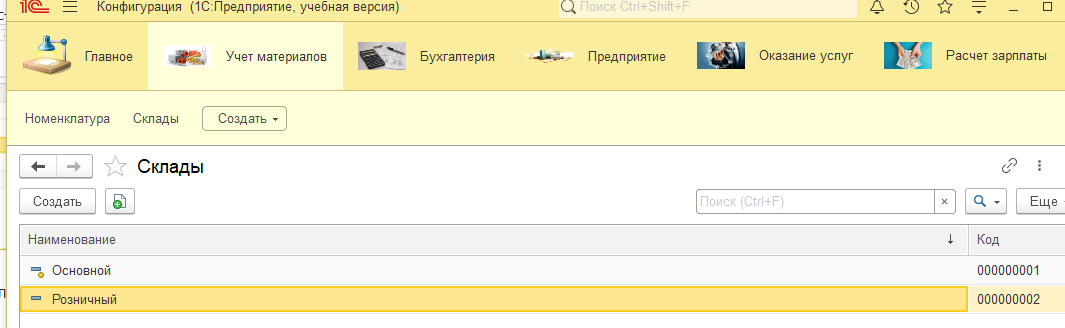 1С Конфигурация (1С:Предприятие, учебная версия) Поиск Ctrl+Shift+F
Главное Учет материалов Бухгалтерия Предприятие Оказание услуг Расчет зарплаты
Номенклатура Склады Создать
Склады
Создать Поиск (Ctrl+F) × Еще
Наименование ↓ Код
Основной 000000001
Розничный 000000002